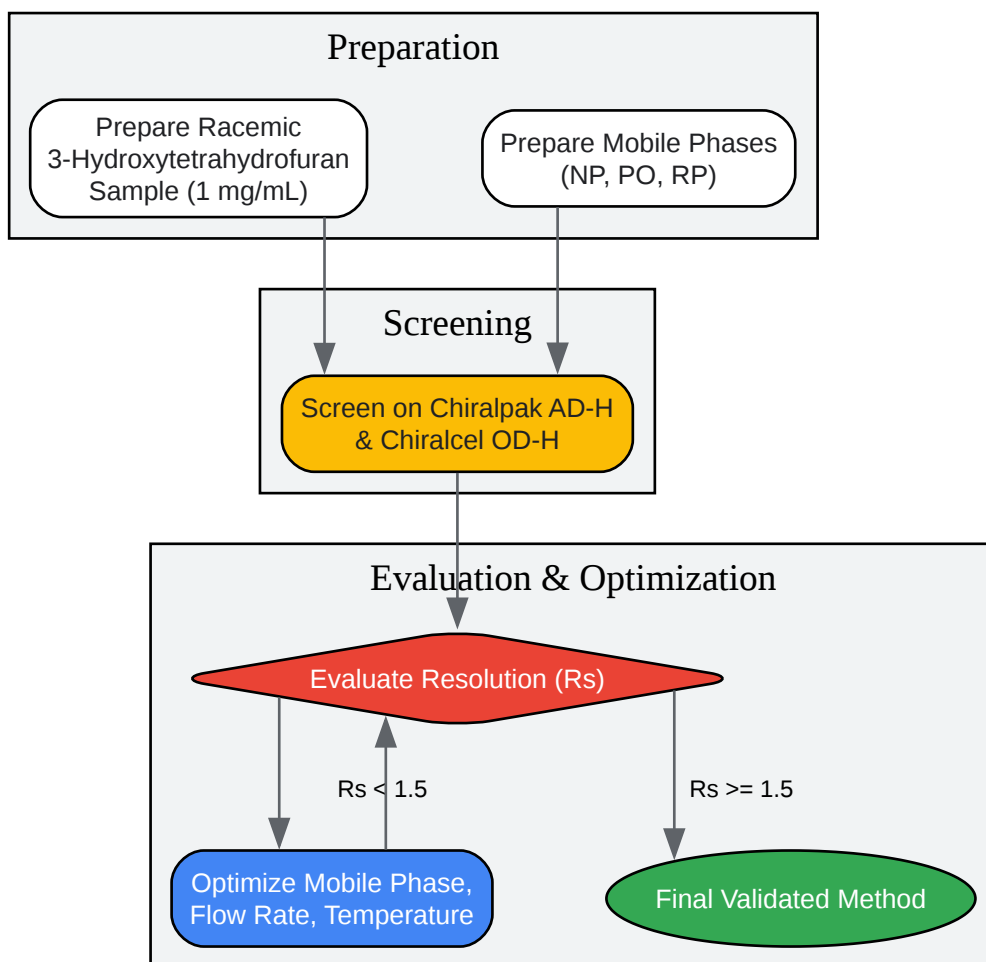 Preparation
Prepare Racemic
3-Hydroxytetrahydrofuran
Sample (1 mg/mL)
Prepare Mobile Phases
(NP, PO, RP)
Screening
Screen on Chiralpak AD-H
& Chiralcel OD-H
Evaluation & Optimization
Evaluate Resolution (Rs)
Rs < 1.5
Rs >= 1.5
Optimize Mobile Phase,
Flow Rate, Temperature
Final Validated Method